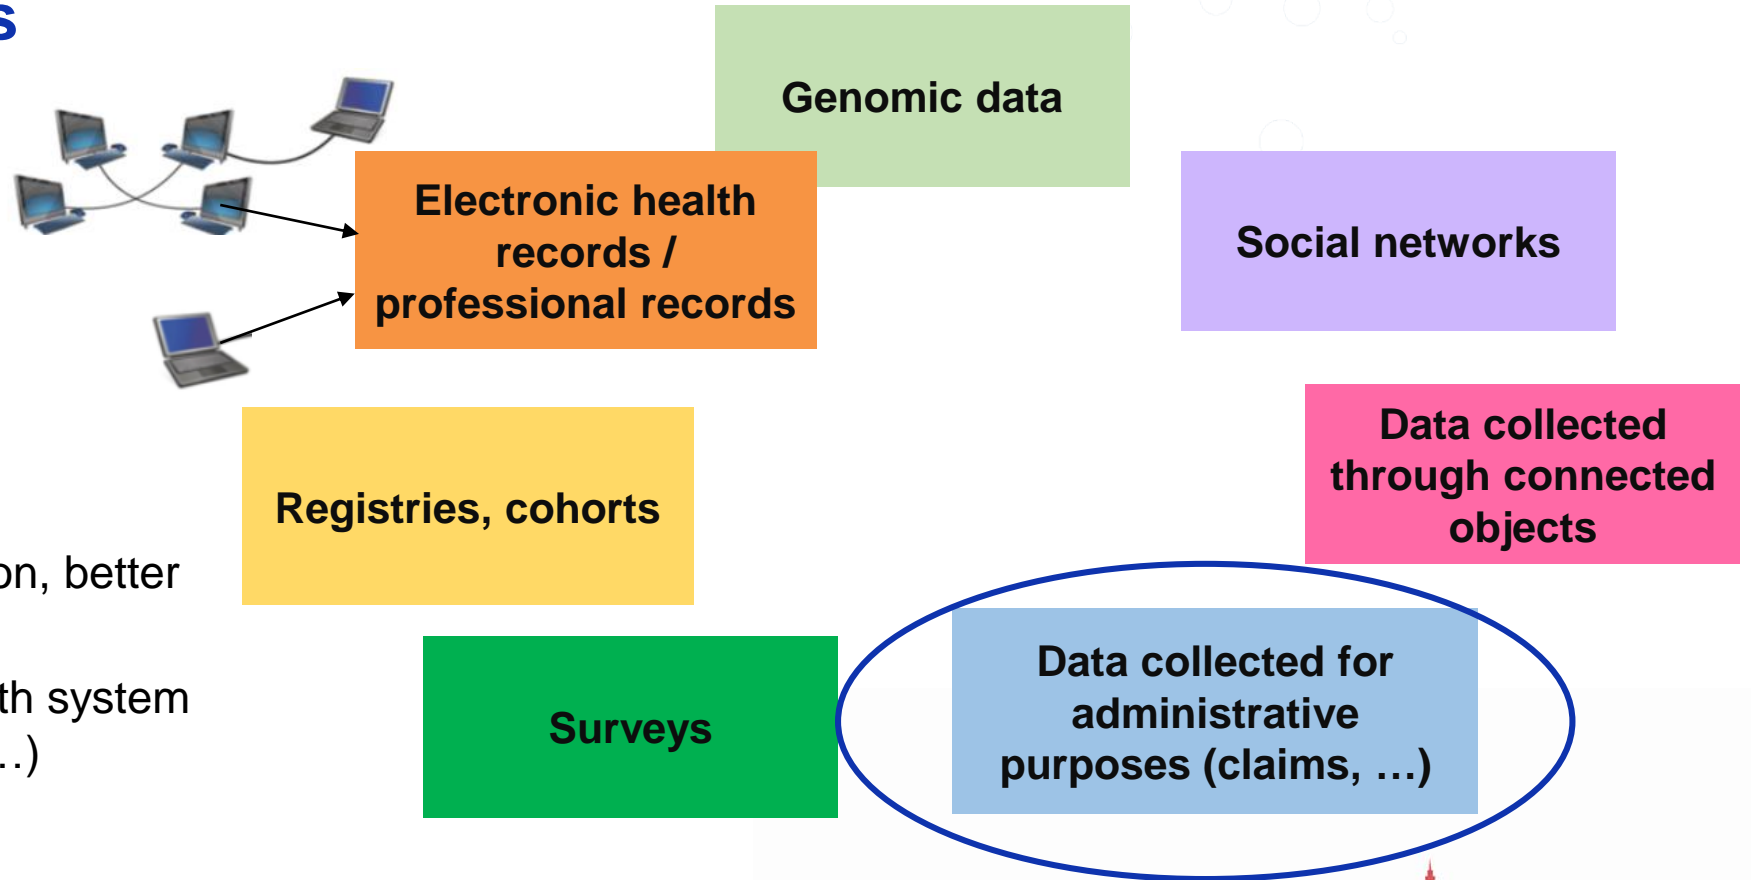 s
Genomic data
Electronic health
records /
professional records
Social networks
Data collected
through connected
objects
Registries, cohorts
on, better
th system
…)
Surveys
Data collected for
administrative
purposes (claims, …)